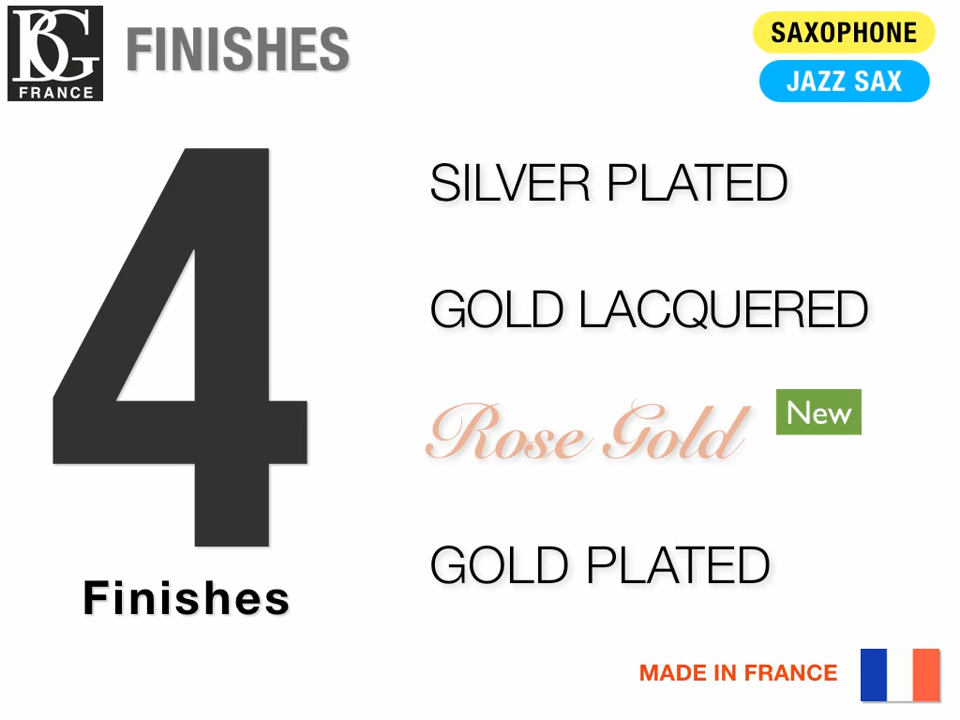 BG
FRANCE
FINISHES
SAXOPHONE
JAZZ SAX
4
Finishes
SILVER PLATED
GOLD LACQUERED
Rose Gold
New
GOLD PLATED
MADE IN FRANCE